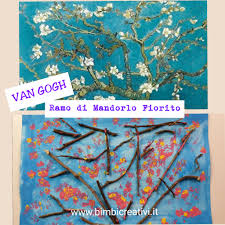 VAN GOGH
Ramo di Mandorlo Fiorito
www.bimbicreativi.it